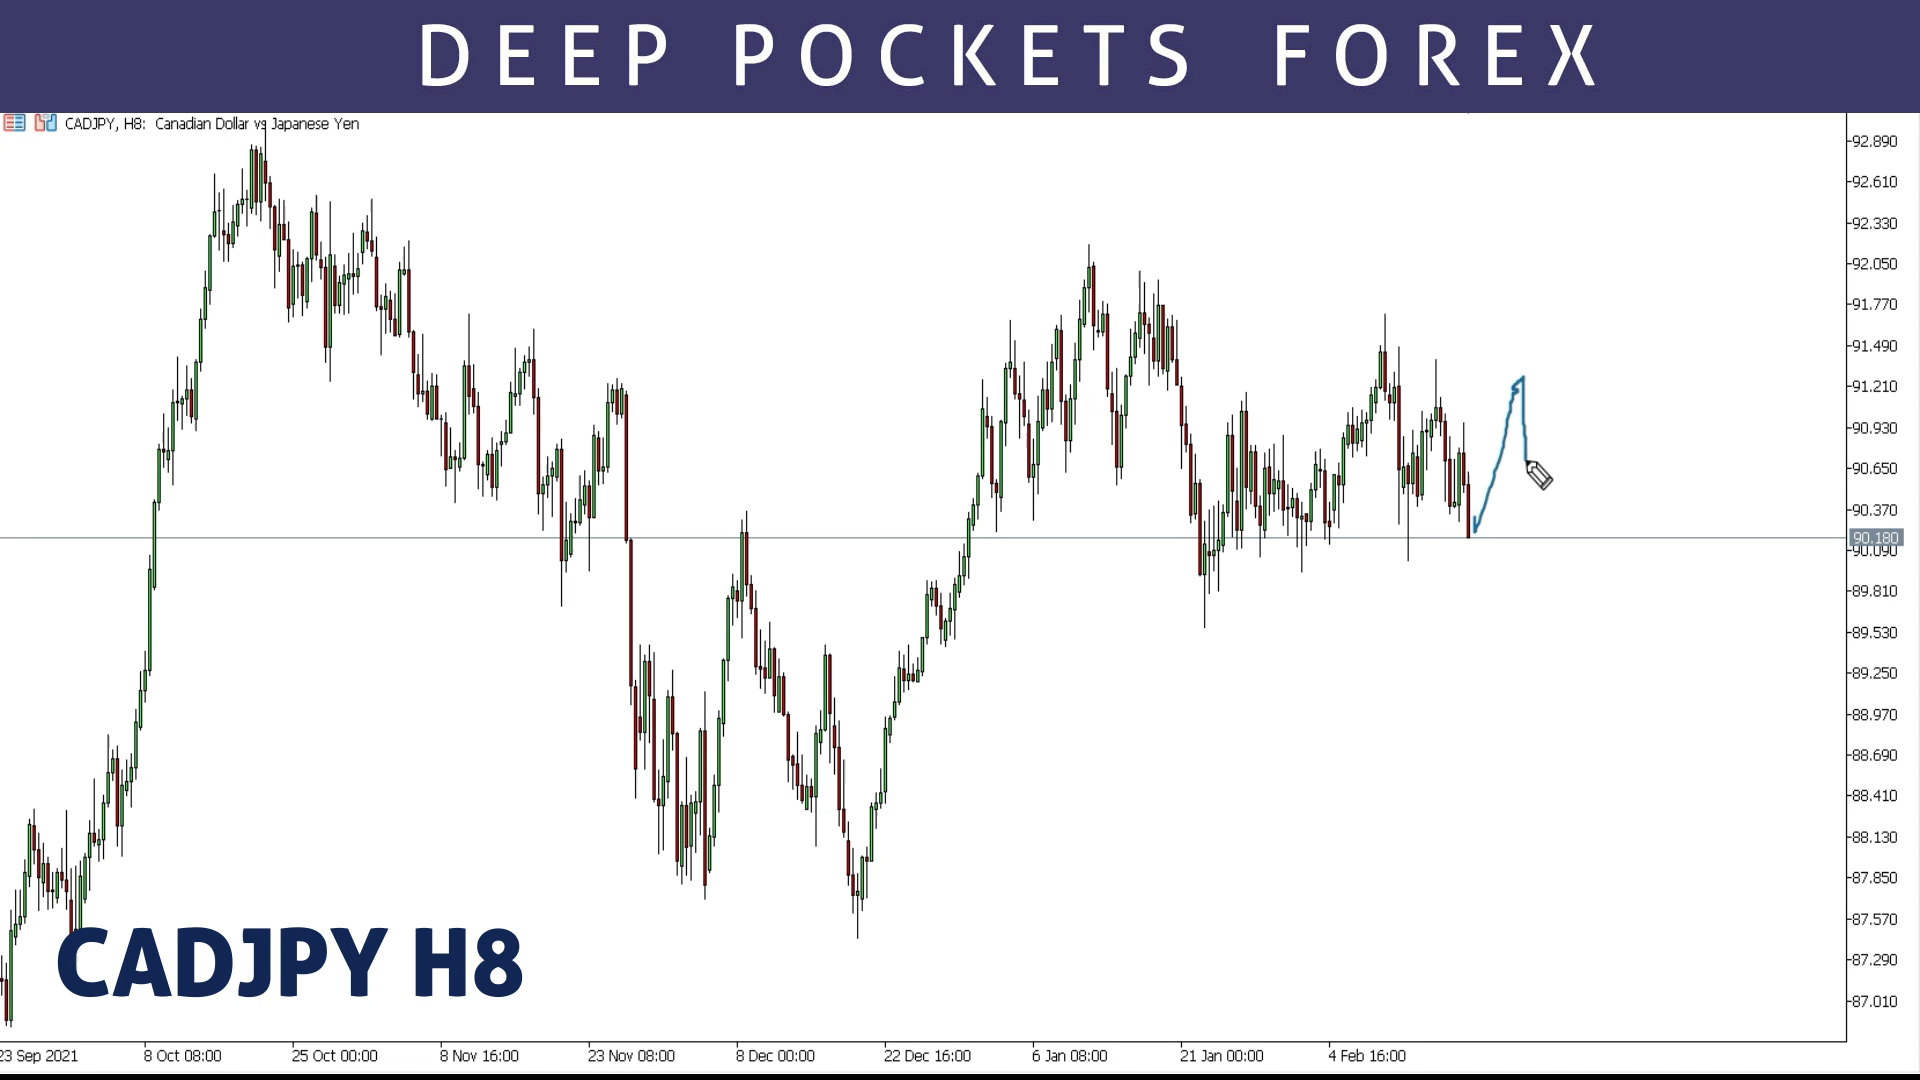 DEEP POCKETS FOREX
CADJPY, H8: Canadian Dollar vs Japanese Yen
92.890
92.610
92.330
92.050
91.770
91.490
91.210
90.930
90.650
90.370
90.180
90.090
89.810
89.530
89.250
88.970
88.690
88.410
88.130
87.850
87.570
87.290
87.010
CADJPY H8
23 Sep 2021
8 Oct 08:00
25 Oct 00:00
8 Nov 16:00
23 Nov 08:00
8 Dec 00:00
22 Dec 16:00
6 Jan 08:00
21 Jan 00:00
4 Feb 16:00